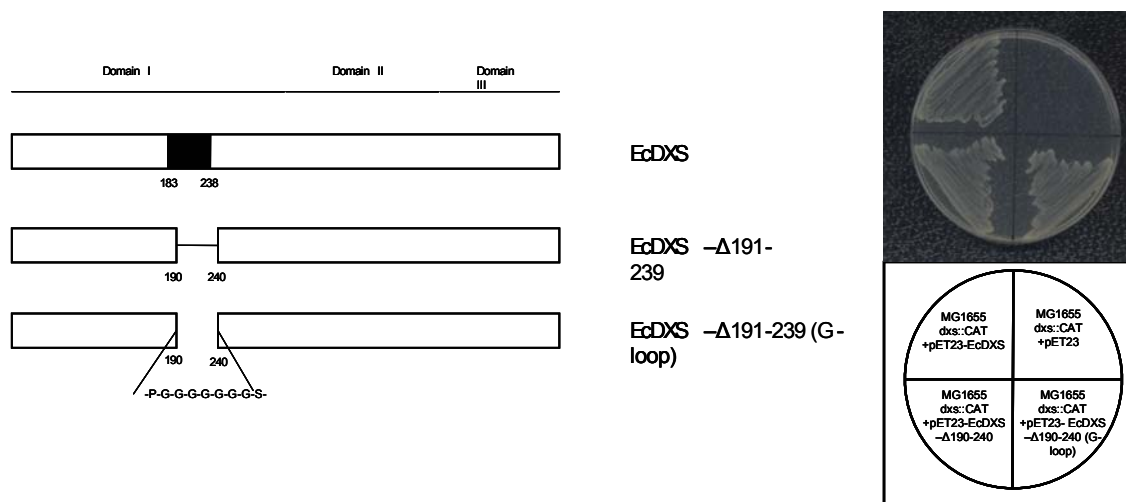 Domain I
Domain II
Domain
III
183
238
EcDXS
190
240
EcDXS –Δ191-
239
190
240
EcDXS –Δ191-239 (G-
loop)
-P-G-G-G-G-G-G-G-S-
MG1655
dxs::CAT
+pET23-EcDXS
MG1655
dxs::CAT
+pET23
MG1655
dxs::CAT
+pET23-EcDXS
–Δ190-240
MG1655
dxs::CAT
+pET23- EcDXS
–Δ190-240 (G-
loop)